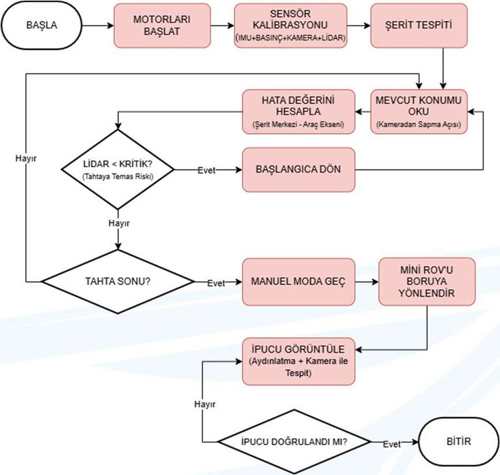 BAŞLA
MOTORLARI
BAŞLAT
SENSÖR
KALİBRASYONU
(IMU+BASINÇ+KAMERA+LİDAR)
ŞERİT TESPİTİ
HATA DEĞERİNİ
HESAPLA
(Şerit Merkezi - Araç Ekseni)
MEVCUT KONUMU
OKU
(Kameradan Sapma Açısı)
Hayır
LİDAR < KRİTİK?
(Tahtaya Temas Riski)
Evet
BAŞLANGICA DÖN
Hayır
TAHTA SONU?
Evet
MANUEL MODA GEÇ
MİNİ ROV'U
BORUYA
YÖNLENDİR
İPUCU GÖRÜNTÜLE
(Aydınlatma + Kamera ile
Tespit)
Hayır
İPUCU DOĞRULANDI MI?
Evet
BİTİR